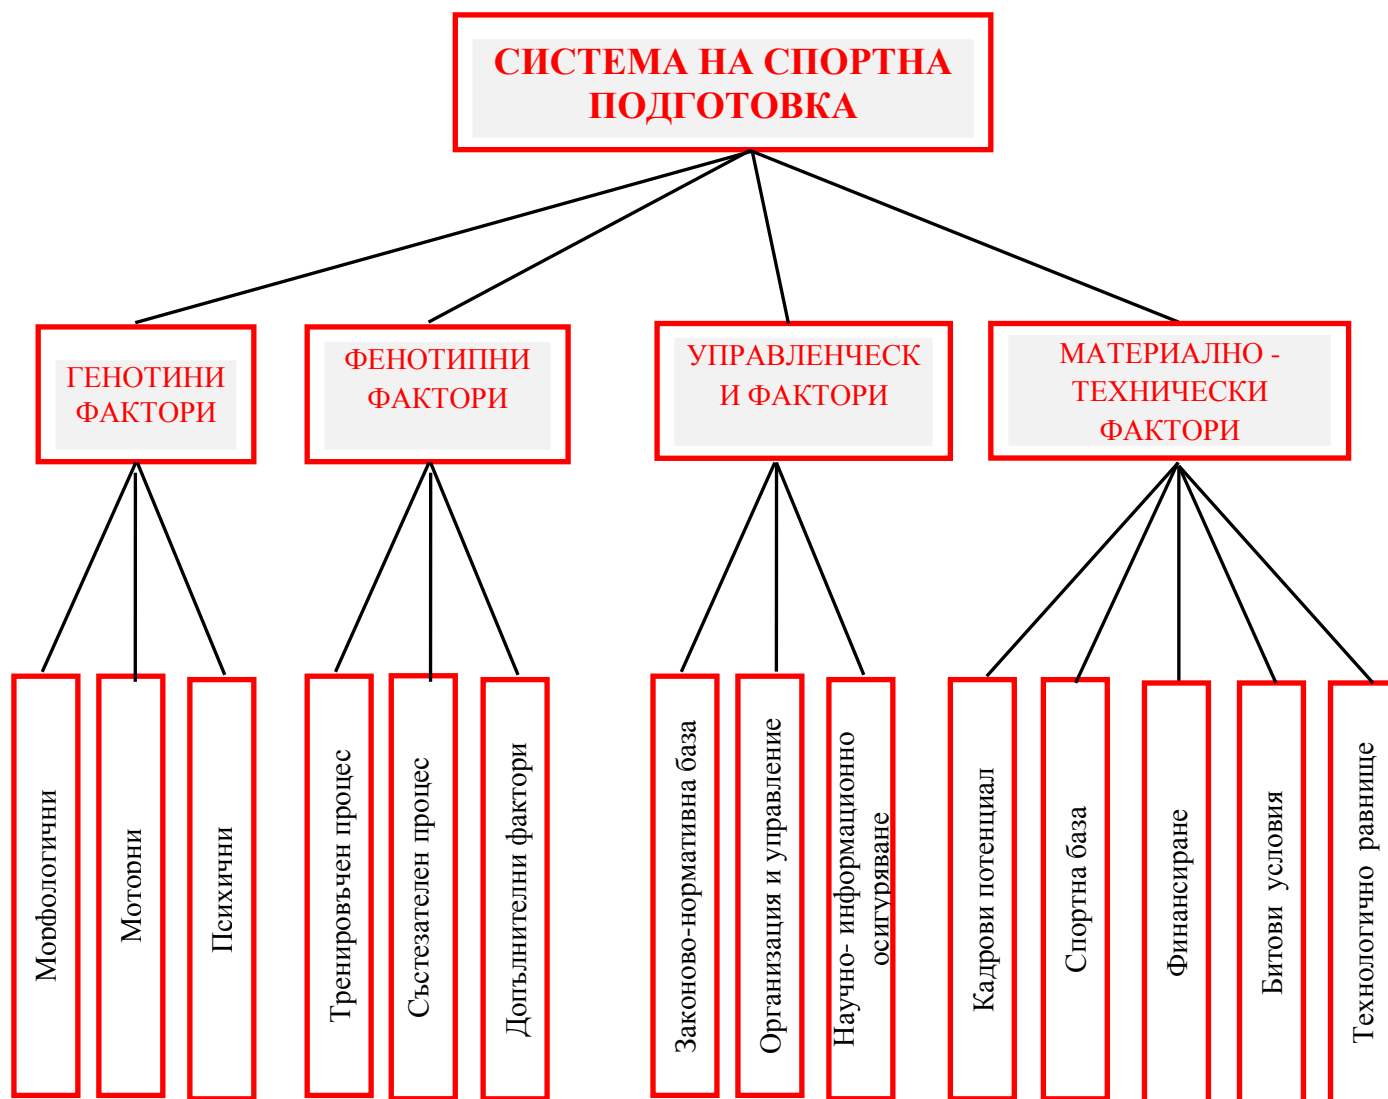 СИСТЕМА НА СПОРТНА
ПОДГОТОВКА
ГЕНОТИНИ
ФАКТОРИ
ФЕНОТИПНИ
ФАКТОРИ
УПРАВЛЕНЧЕСК
И ФАКТОРИ
МАТЕРИАЛНО -
ТЕХНИЧЕСКИ
ФАКТОРИ
Морфологични
Моторни
Психични
Тренировъчен процес
Състезателен процес
Допълнителни фактори
Законово-нормативна база
Организация и управление
Научно- информационно
осигуряване
Кадрови потенциал
Спортна база
Финансиране
Битови условия
Технологично равнище